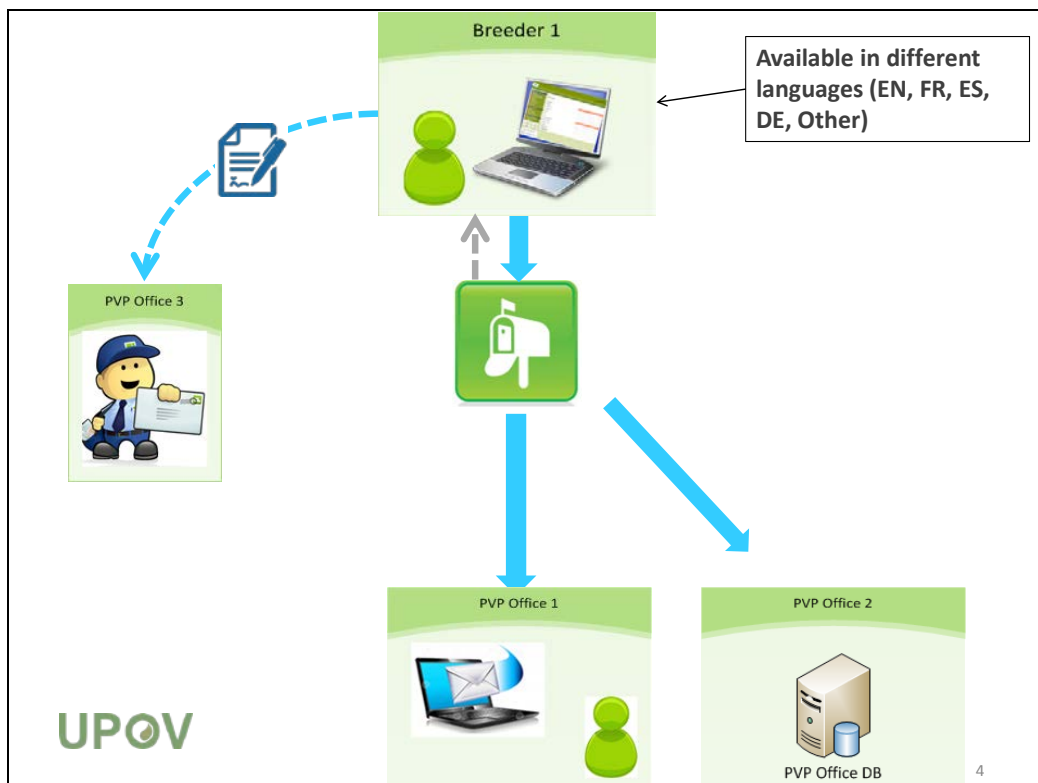 Breeder 1
Available in different
languages (EN, FR, ES,
DE, Other)
PVP Office 3
PVP Office 1
PVP Office 2
PVP Office DB
UPOV
4